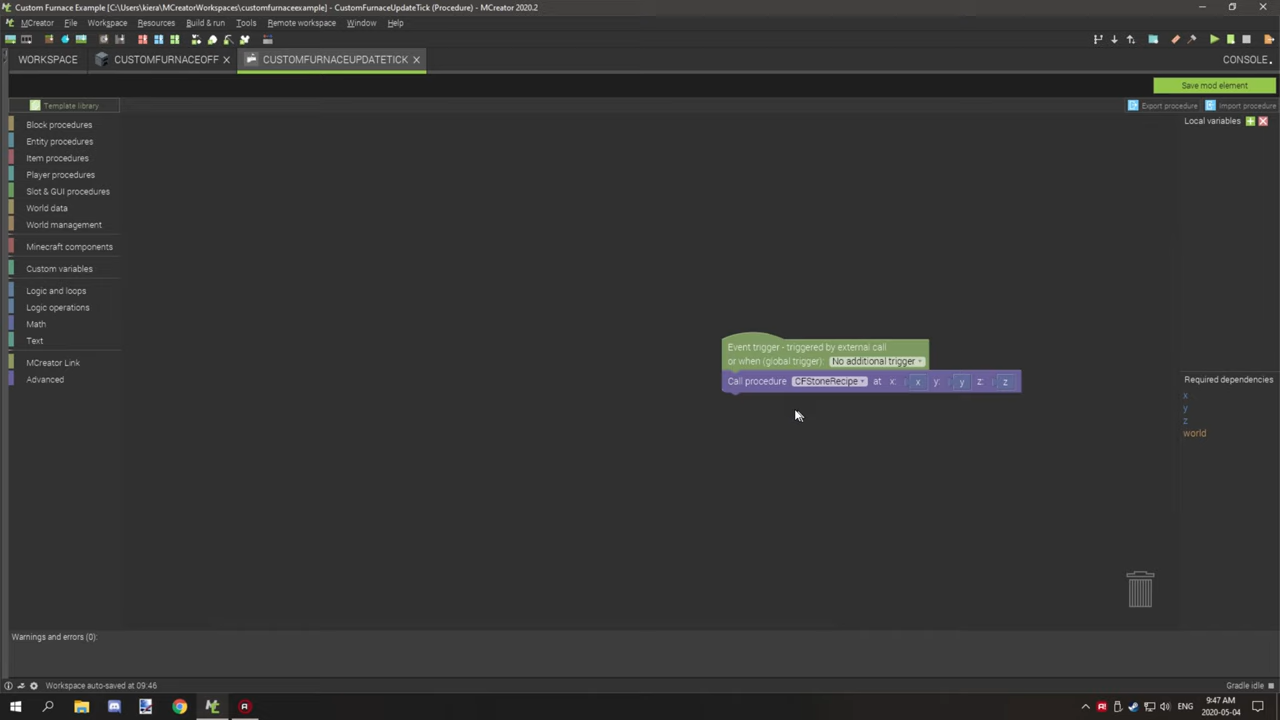 Custom Furnace Example [C:\Users\kiera\MCreatorWorkspaces\customfurnaceexample] - CustomFurnaceUpdateTick (Procedure) - MCreator 2020.2
MCreator File Workspace Resources Build & run Tools Remote workspace Window Help
WORKSPACE CUSTOMFURNACEOFF CUSTOMFURNACEUPDATETICK CONSOLE
Save mod element
Template library Export procedure Import procedure
Block procedures Local variables
Entity procedures
Item procedures
Player procedures
Slot & GUI procedures
World data
World management
Minecraft components
Custom variables
Logic and loops
Logic operations
Math
Text
MCreator Link
Advanced
Event trigger - triggered by external call
or when (global trigger): No additional trigger
Call procedure CFStoneRecipe at x: x y: y z: z
Required dependencies
x
y
z
world
Warnings and errors (0):
Workspace auto-saved at 09:46 Gradle idle
ENG
9:47 AM
2020-05-04